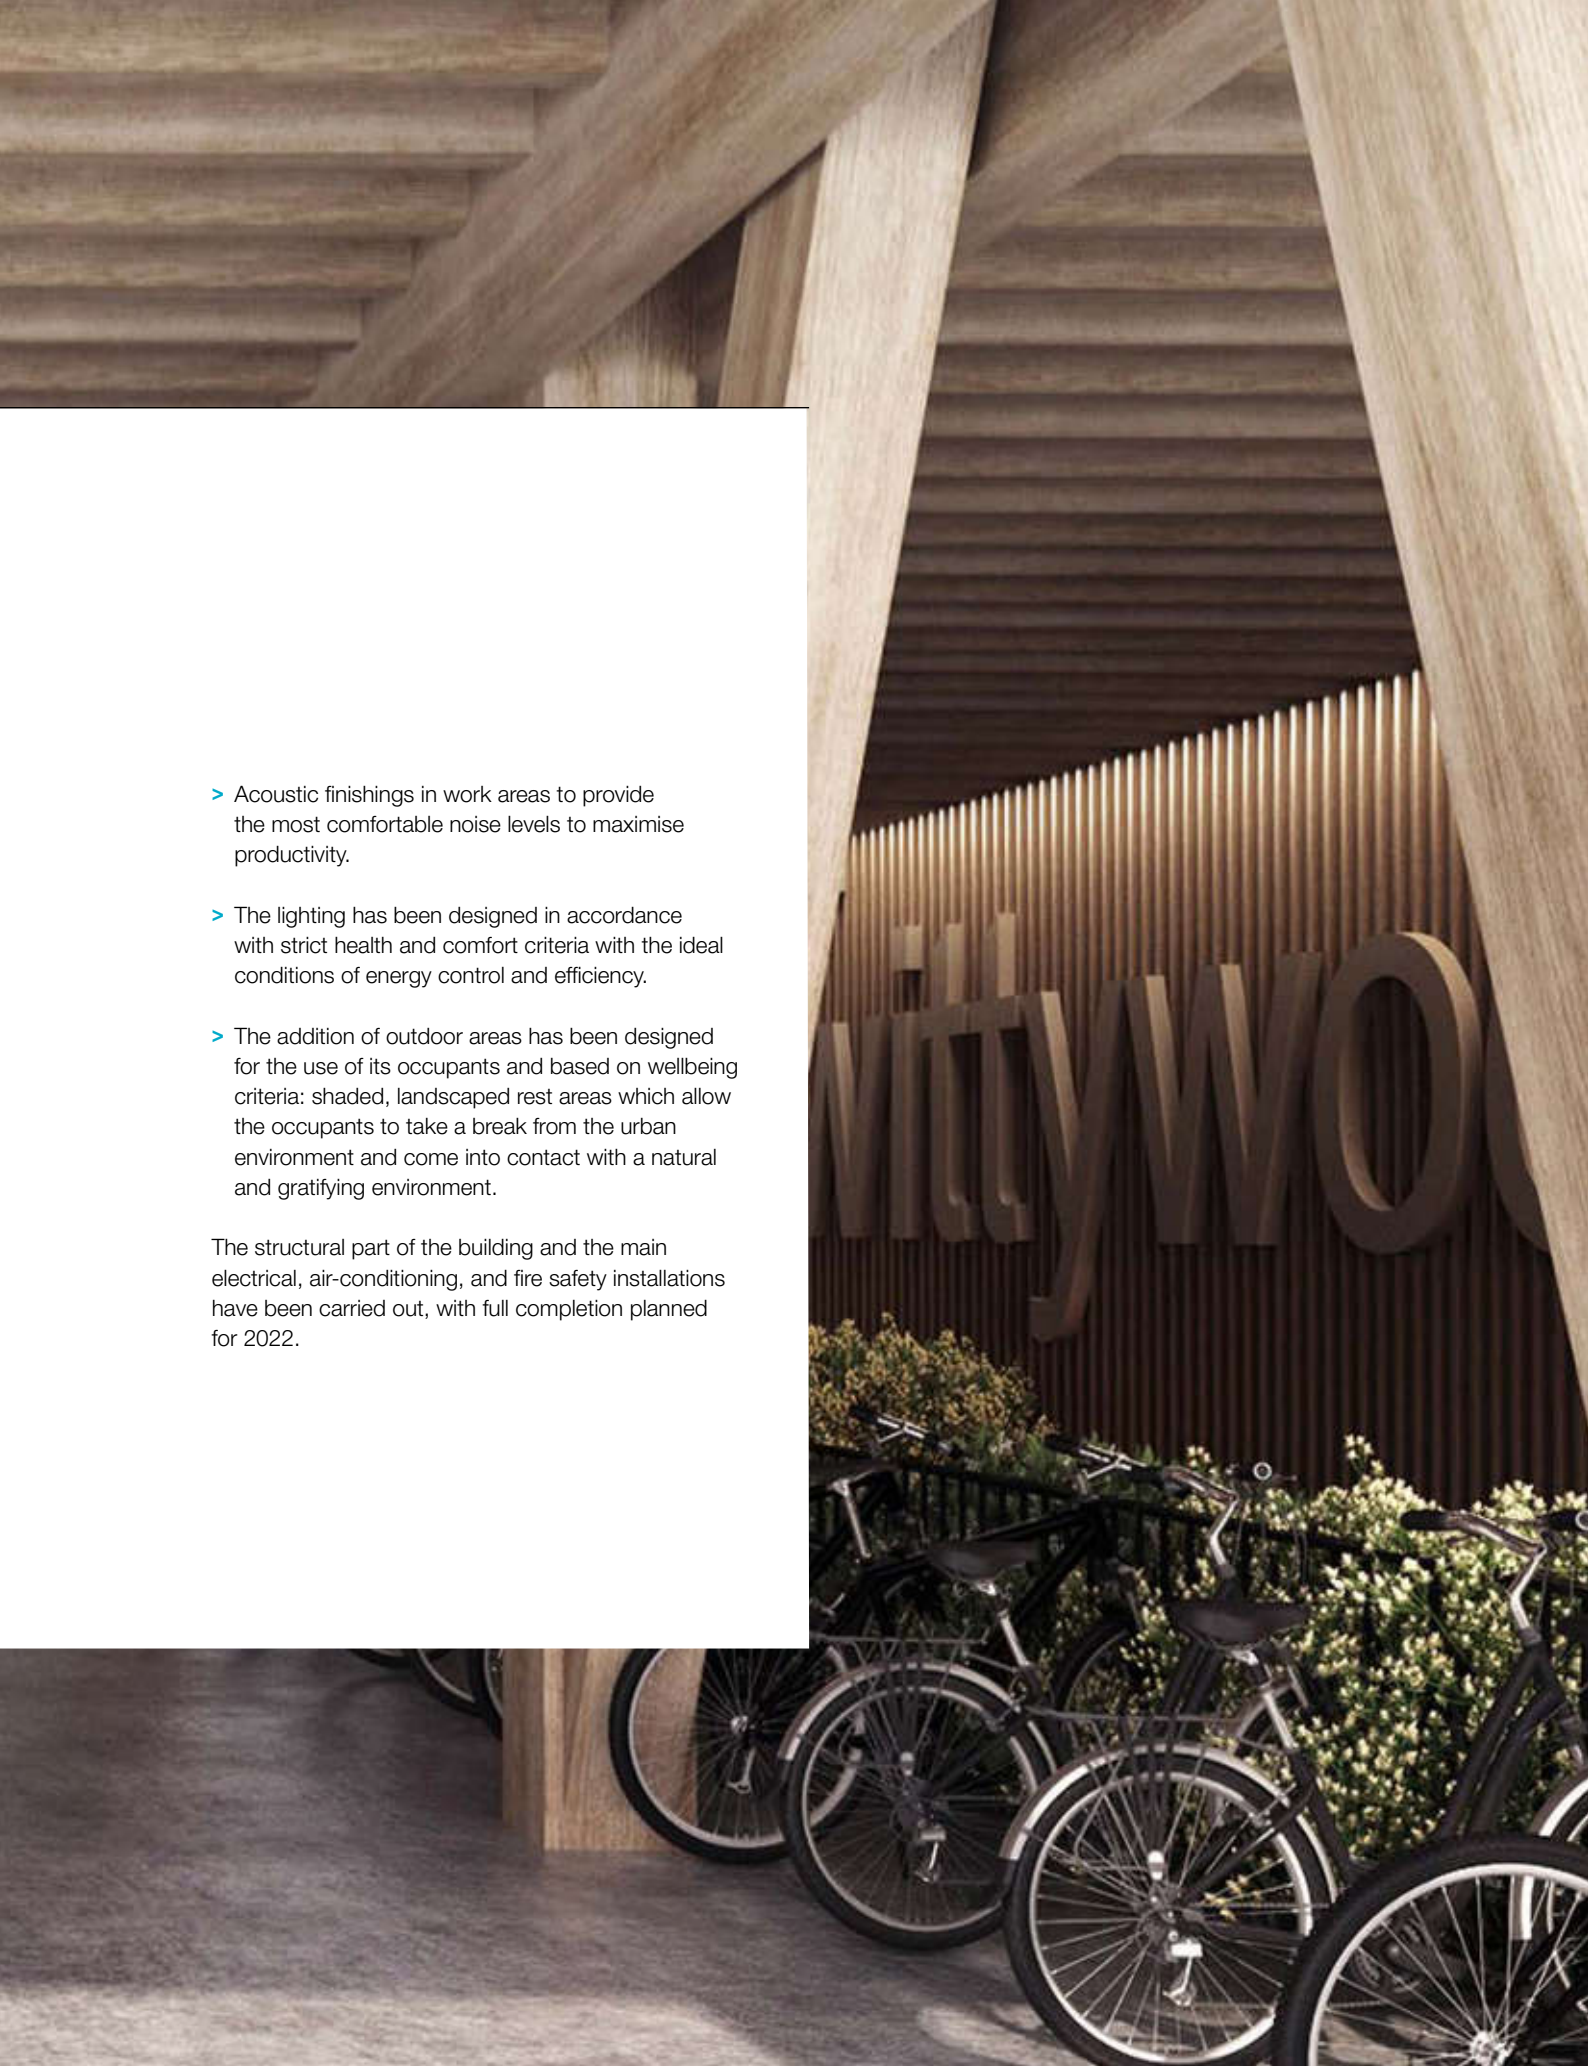 > Acoustic finishings in work areas to provide
the most comfortable noise levels to maximise
productivity.
> The lighting has been designed in accordance
with strict health and comfort criteria with the ideal
conditions of energy control and efficiency.
> The addition of outdoor areas has been designed
for the use of its occupants and based on wellbeing
criteria: shaded, landscaped rest areas which allow
the occupants to take a break from the urban
environment and come into contact with a natural
and gratifying environment.
The structural part of the building and the main
electrical, air-conditioning, and fire safety installations
have been carried out, with full completion planned
for 2022.
wittywoo